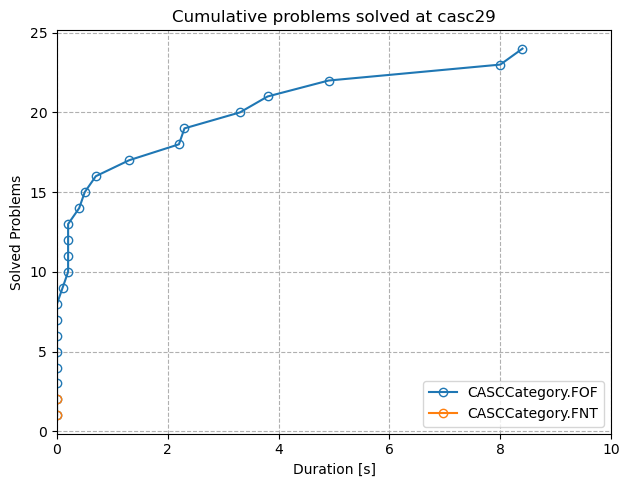 Cumulative problems solved at casc29
Solved Problems
25
20
15
10
5
0
0 2 4 6 8 10
Duration [s]
CASCCategory.FOF
CASCCategory.FNT